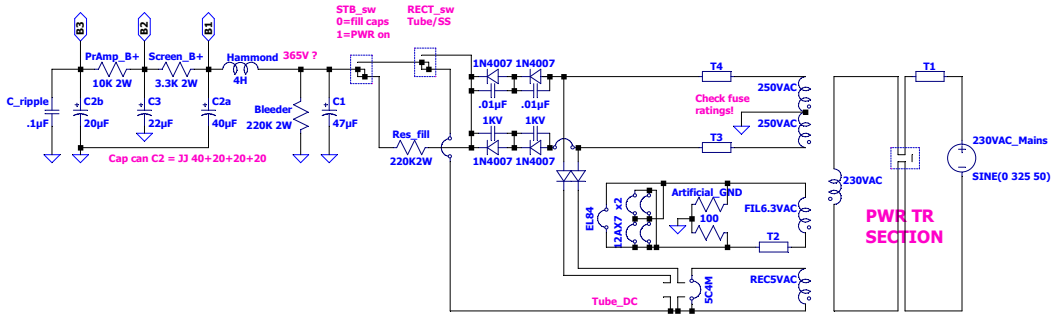 B3
B2
B1
STB_sw
0=fill caps
1=PWR on
RECT_sw
Tube/SS
PrAmp_B+
Screen_B+
Hammond
365V ?
10K 2W
3.3K 2W
4H
1N4007
1N4007
T4
T1
C_ripple
.1µF
C2b
20µF
C3
22µF
C2a
40µF
Bleeder
220K 2W
C1
47µF
.01µF
.01µF
Check fuse
ratings!
250VAC
250VAC
1KV
1KV
Res_fill
220K2W
1N4007
1N4007
T3
230VAC_Mains
SINE(0 325 50)
Cap can C2 = JJ 40+20+20+20
230VAC
Artificial_GND
100
EL84
12AX7 x2
FIL6.3VAC
T2
PWR TR
SECTION
REC5VAC
5C4M
Tube_DC